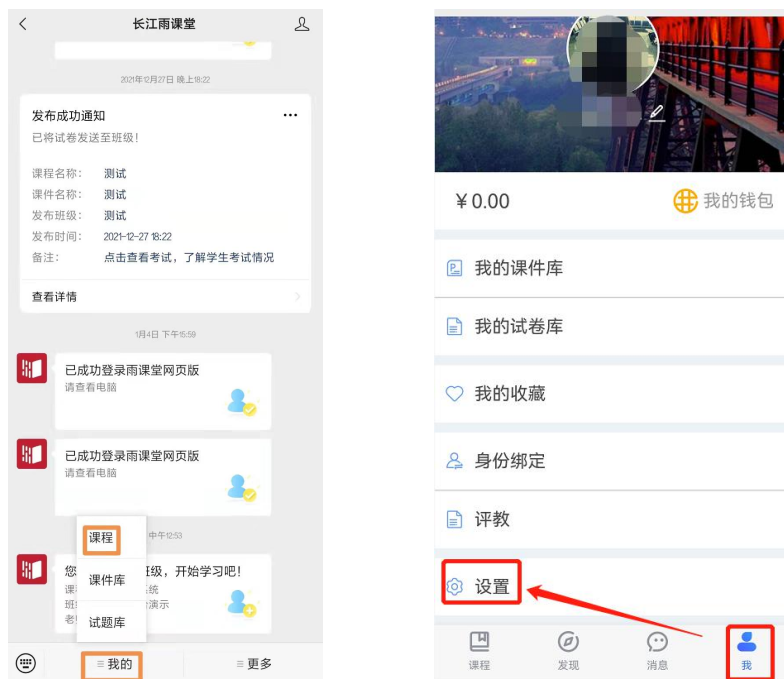 长江雨课堂
2021年12月27日 晚上18:22
发布成功通知
已将试卷发送至班级！
课程名称： 测试
课件名称： 测试
发布班级： 测试
发布时间： 2021-12-27 18:22
备注： 点击查看考试，了解学生考试情况
查看详情
1月4日 下午15:59
已成功登录雨课堂网页版
请查看电脑
已成功登录雨课堂网页版
请查看电脑
中午12:53
您 班级，开始学习吧！
课 统
班 演示
老
课程
课件库
试题库
≡ 我的
≡ 更多
¥ 0.00
我的钱包
我的课件库
我的试卷库
我的收藏
身份绑定
评教
设置
课程
发现
消息
我